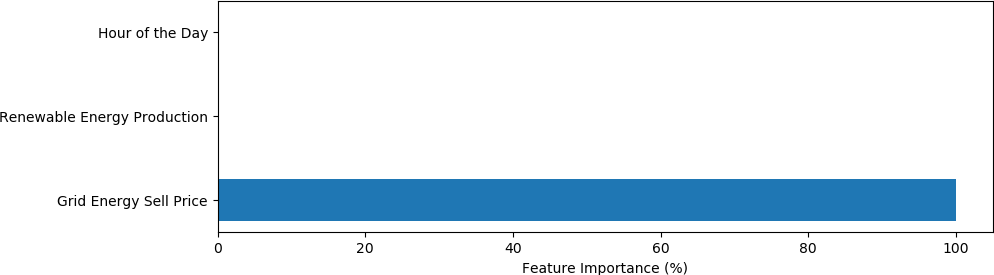 Hour of the Day
Renewable Energy Production
Grid Energy Sell Price
0 20 40 60 80 100
Feature Importance (%)